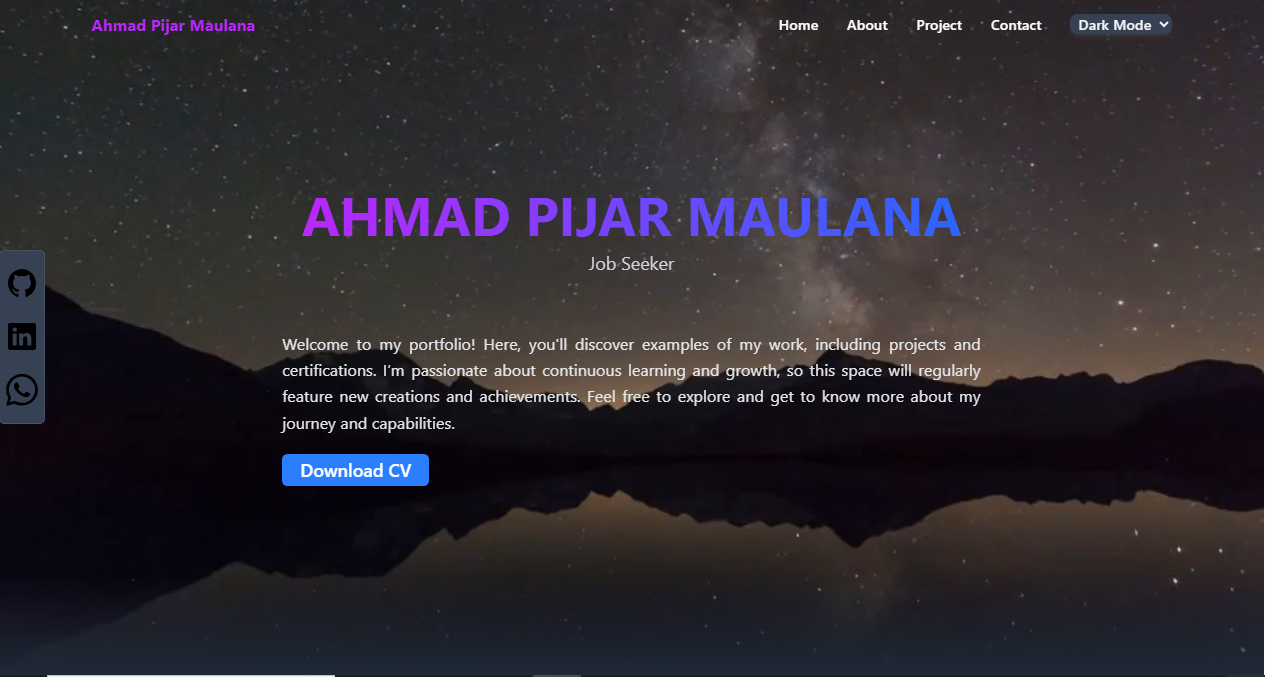 Ahmad Pijar Maulana
Home About Project Contact Dark Mode
AHMAD PIJAR MAULANA
Job Seeker
Welcome to my portfolio! Here, you'll discover examples of my work, including projects and
certifications. I'm passionate about continuous learning and growth, so this space will regularly
feature new creations and achievements. Feel free to explore and get to know more about my
journey and capabilities.
in
Download CV